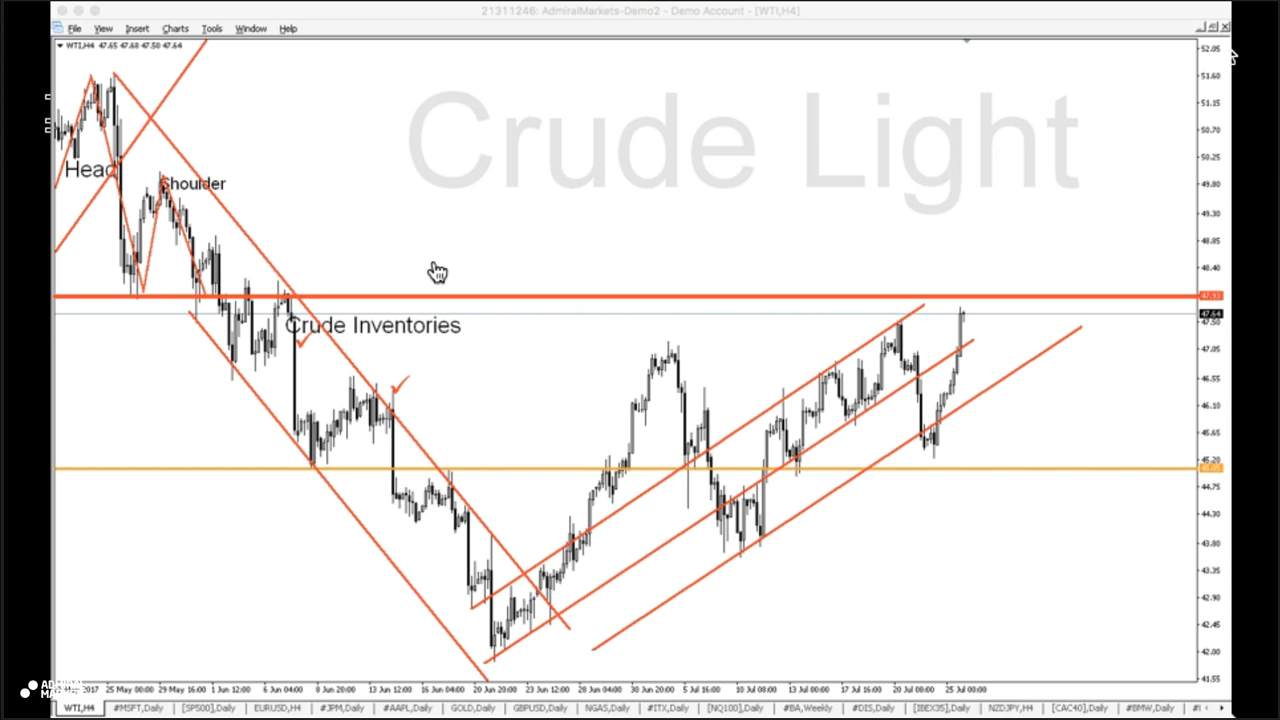 21311246: AdmiralMarkets-Demo2 - Demo Account - [WTI,H4]
File View Insert Charts Tools Window Help
WTI,H4 47.65 47.68 47.50 47.64
Crude Light
Head
Shoulder
Crude Inventories
52.05
51.60
51.15
50.70
50.25
49.80
49.30
48.85
48.40
47.93
47.64
47.50
47.05
46.55
46.10
45.65
45.20
45.05
44.75
44.30
43.80
43.35
42.90
42.45
42.00
41.55
2017 25 May 00:00 29 May 16:00 1 Jun 12:00 6 Jun 04:00 8 Jun 20:00 13 Jun 12:00 16 Jun 04:00 20 Jun 20:00 23 Jun 12:00 28 Jun 04:00 30 Jun 20:00 5 Jul 16:00 10 Jul 08:00 13 Jul 00:00 17 Jul 16:00 20 Jul 08:00 25 Jul 00:00
WTI,H4 #MSFT,Daily [SP500],Daily EURUSD,H4 #JPM,Daily #AAPL,Daily GOLD,Daily GBPUSD,Daily NGAS,Daily #ITX,Daily [NQ100],Daily #BA,Weekly #DIS,Daily [IBEX35],Daily NZDJPY,H4 [CAC40],Daily #BMW,Daily
ADMIRAL
MARKETS